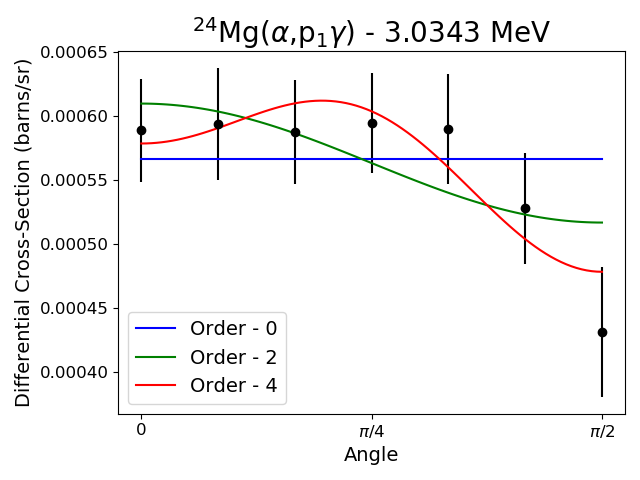 ²⁴Mg(α,p₁γ) - 3.0343 MeV
Differential Cross-Section (barns/sr)
0.00065
0.00060
0.00055
0.00050
0.00045
0.00040
Order - 0
Order - 2
Order - 4
0 π/4 π/2
Angle